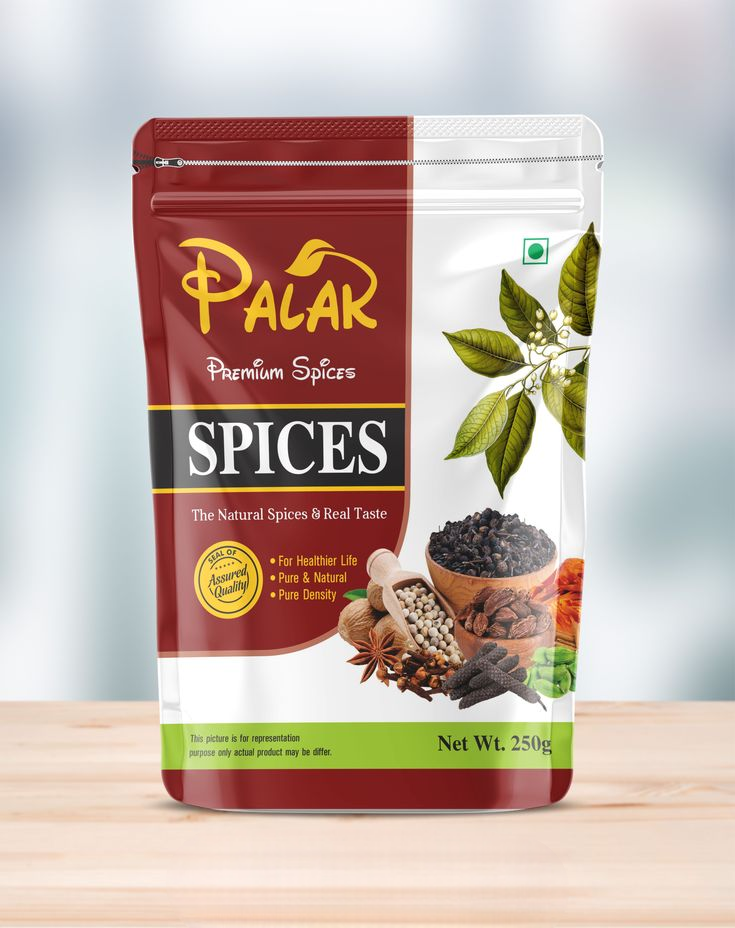 PALAK
Premium Spices
SPICES
The Natural Spices & Real Taste
SEAL OF
Assured
Quality
• For Healthier Life
• Pure & Natural
• Pure Density
This picture is for representation
purpose only actual product may be differ.
Net Wt. 250g